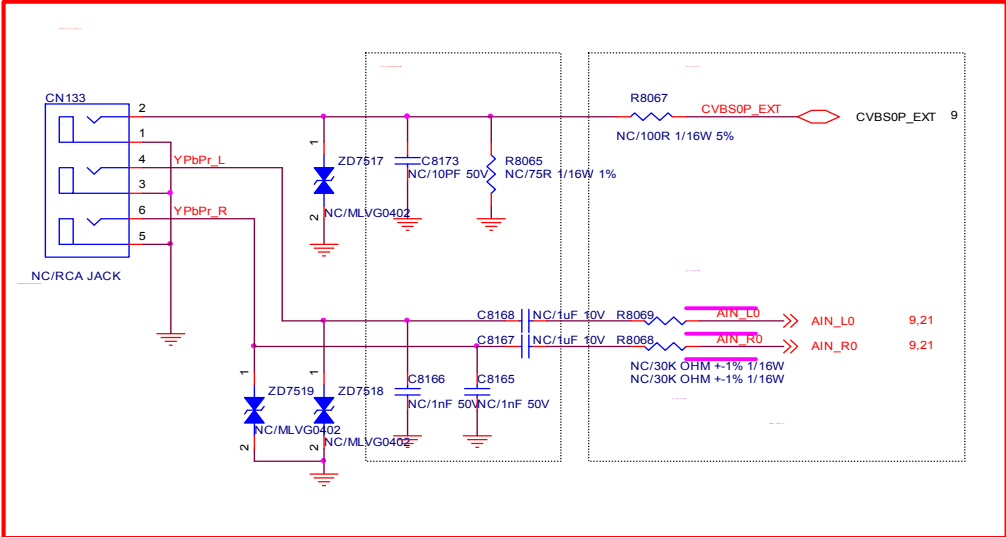 CN133
2
1
4
YPbPr_L
3
6
YPbPr_R
5
NC/RCA JACK
1
ZD7517
2
NC/MLVG0402
C8173
NC/10PF 50V
R8065
NC/75R 1/16W 1%
R8067
NC/100R 1/16W 5%
CVBS0P_EXT
CVBS0P_EXT 9
C8168 NC/1uF 10V R8069 AIN_L0 AIN_L0 9,21
C8167 NC/1uF 10V R8068 AIN_R0 AIN_R0 9,21
NC/30K OHM +-1% 1/16W
NC/30K OHM +-1% 1/16W
C8166
NC/1nF 50V
C8165
NC/1nF 50V
1
ZD7519
2
NC/MLVG0402
1
ZD7518
2
NC/MLVG0402